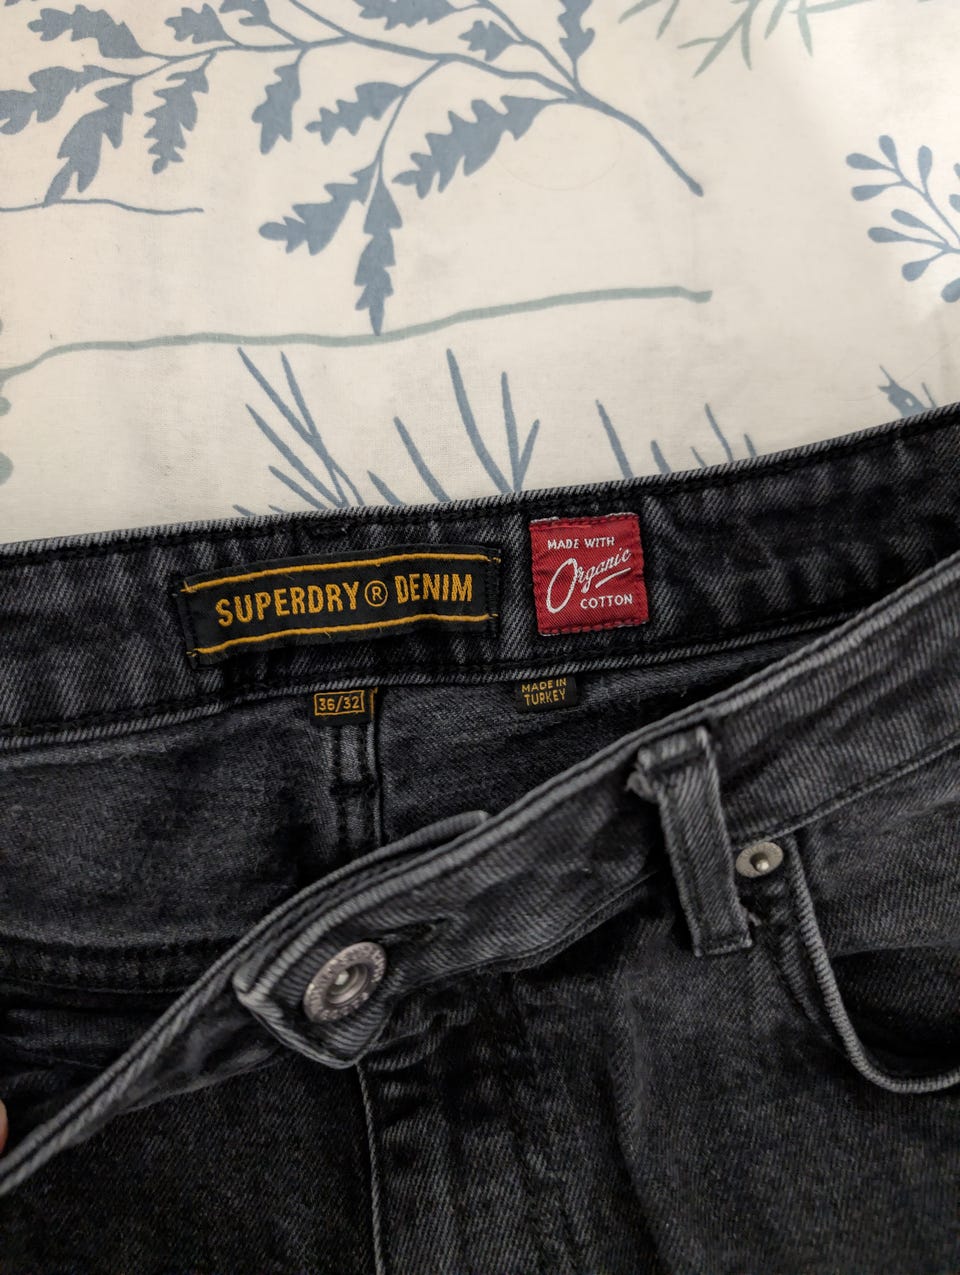 SUPERDRY® DENIM
MADE WITH
Organic
COTTON
36/32
MADE IN
TURKEY